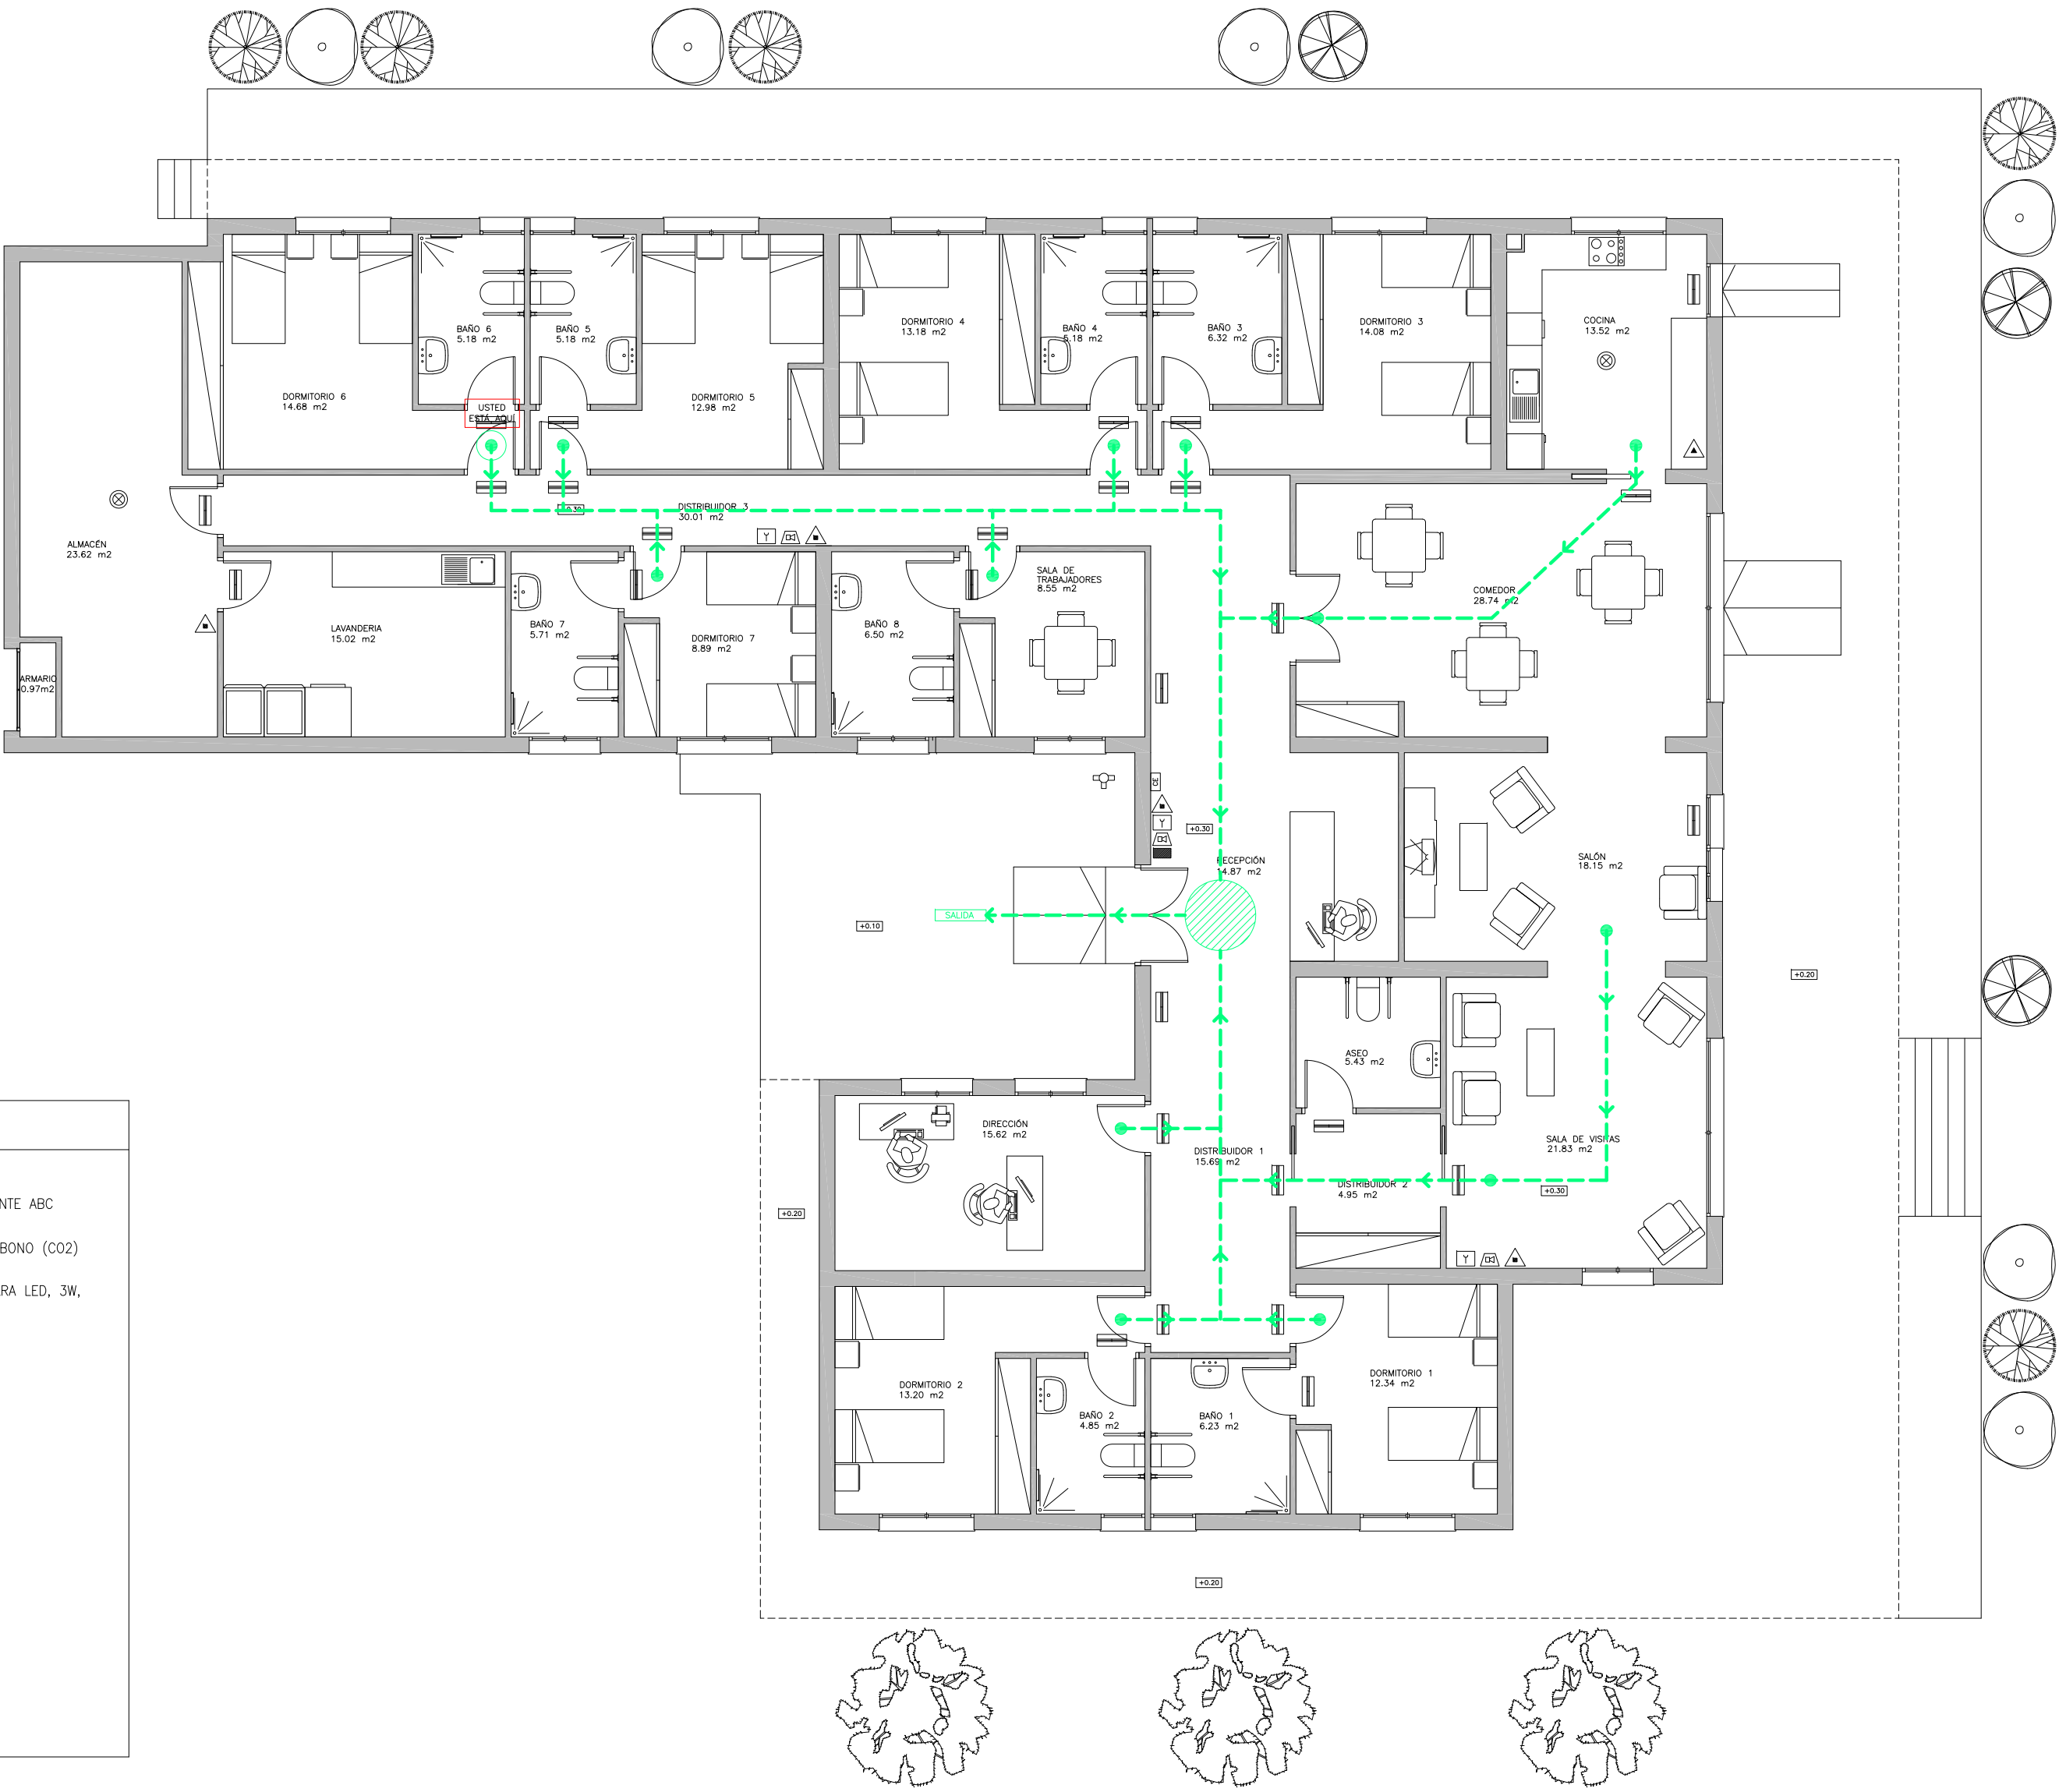 BAÑO 6
5.18 m2
BAÑO 5
5.18 m2
DORMITORIO 4
13.18 m2
BAÑO 4
5.18 m2
BAÑO 3
6.32 m2
DORMITORIO 3
14.08 m2
COCINA
13.52 m2
DORMITORIO 6
14.68 m2
USTED
ESTÁ AQUÍ
DORMITORIO 5
12.98 m2
DISTRIBUIDOR 3
30.01 m2
+0.30
ALMACÉN
23.62 m2
SALA DE
TRABAJADORES
8.55 m2
COMEDOR
28.74 m2
LAVANDERIA
15.02 m2
BAÑO 7
5.71 m2
DORMITORIO 7
8.89 m2
BAÑO 8
6.50 m2
ARMARIO
0.97m2
CE
+0.30
RECEPCIÓN
14.87 m2
SALÓN
18.15 m2
SALIDA
+0.10
+0.20
ASEO
5.43 m2
DIRECCIÓN
15.62 m2
DISTRIBUIDOR 1
15.69 m2
SALA DE VISITAS
21.83 m2
DISTRIBUIDOR 2
4.95 m2
+0.30
+0.20
NTE ABC
BONO (CO2)
RA LED, 3W,
DORMITORIO 2
13.20 m2
BAÑO 2
4.85 m2
BAÑO 1
6.23 m2
DORMITORIO 1
12.34 m2
+0.20